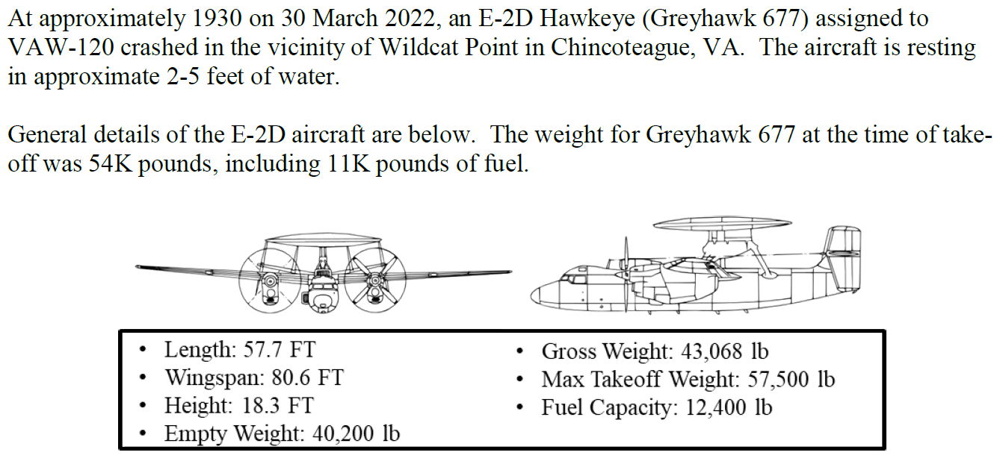 At approximately 1930 on 30 March 2022, an E-2D Hawkeye (Greyhawk 677) assigned to
VAW-120 crashed in the vicinity of Wildcat Point in Chincoteague, VA.  The aircraft is resting
in approximate 2-5 feet of water.
General details of the E-2D aircraft are below.  The weight for Greyhawk 677 at the time of take-
off was 54K pounds, including 11K pounds of fuel.
• Length: 57.7 FT
• Wingspan: 80.6 FT
• Height: 18.3 FT
• Empty Weight: 40,200 lb
• Gross Weight: 43,068 lb
• Max Takeoff Weight: 57,500 lb
• Fuel Capacity: 12,400 lb